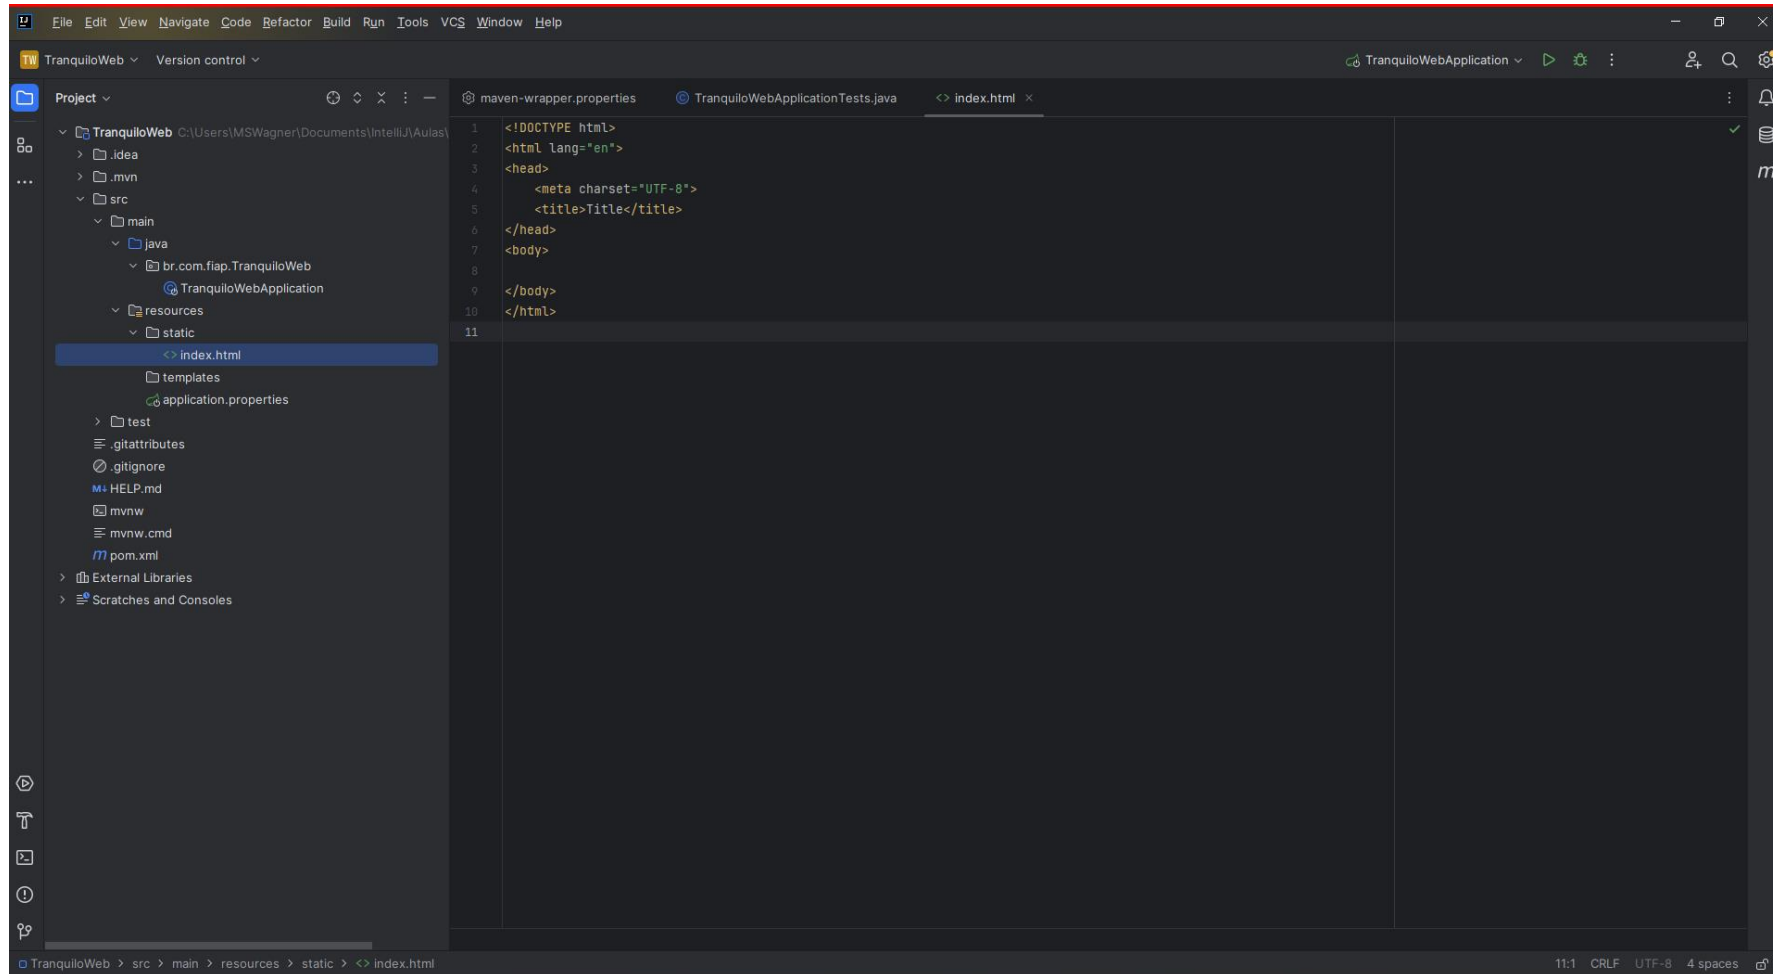 File Edit View Navigate Code Refactor Build Run Tools VCS Window Help
TW TranquiloWeb Version control TranquiloWebApplication
Project
maven-wrapper.properties TranquiloWebApplicationTests.java index.html
TranquiloWeb C:\Users\MSWagner\Documents\IntelliJ\Aulas\
.idea
.mvn
src
main
java
br.com.fiap.TranquiloWeb
TranquiloWebApplication
resources
static
<> index.html
templates
application.properties
test
.gitattributes
.gitignore
M↓ HELP.md
mvnw
mvnw.cmd
m pom.xml
External Libraries
Scratches and Consoles
1 <!DOCTYPE html>
2 <html lang="en">
3 <head>
4     <meta charset="UTF-8">
5     <title>Title</title>
6 </head>
7 <body>
8
9 </body>
10 </html>
11
m
TranquiloWeb > src > main > resources > static > <> index.html
11:1 CRLF UTF-8 4 spaces